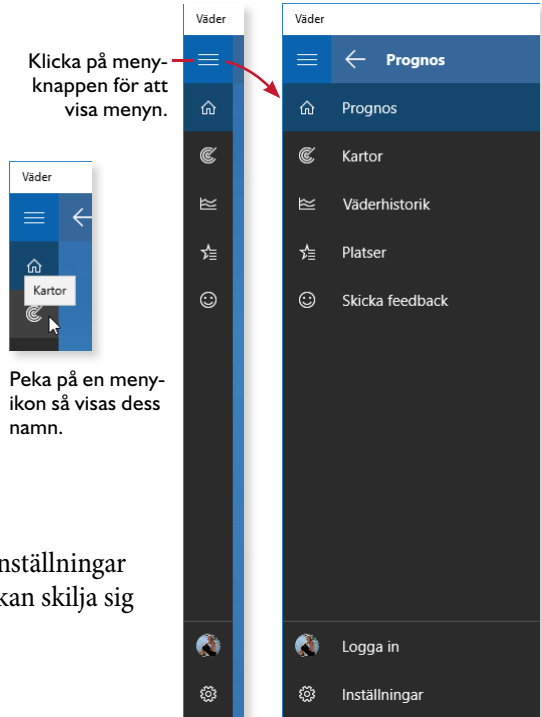 Klicka på meny-
knappen för att
visa menyn.
Väder
Kartor
Peka på en meny-
ikon så visas dess
namn.
nställningar
kan skilja sig
Väder
Väder
Prognos
Prognos
Kartor
Väderhistorik
Platser
Skicka feedback
Logga in
Inställningar